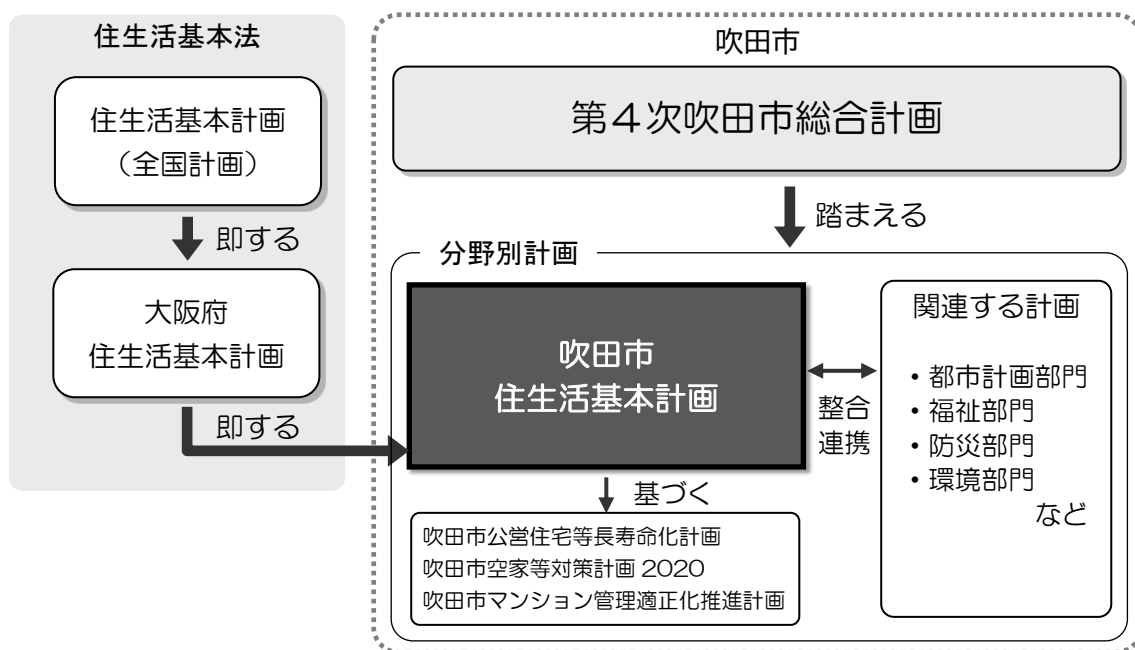 住生活基本法
住生活基本計画
（全国計画）
即する
大阪府
住生活基本計画
即する
吹田市
第４次吹田市総合計画
踏まえる
分野別計画
吹田市
住生活基本計画
整合
連携
関連する計画
・都市計画部門
・福祉部門
・防災部門
・環境部門
など
基づく
吹田市公営住宅等長寿命化計画
吹田市空家等対策計画 2020
吹田市マンション管理適正化推進計画